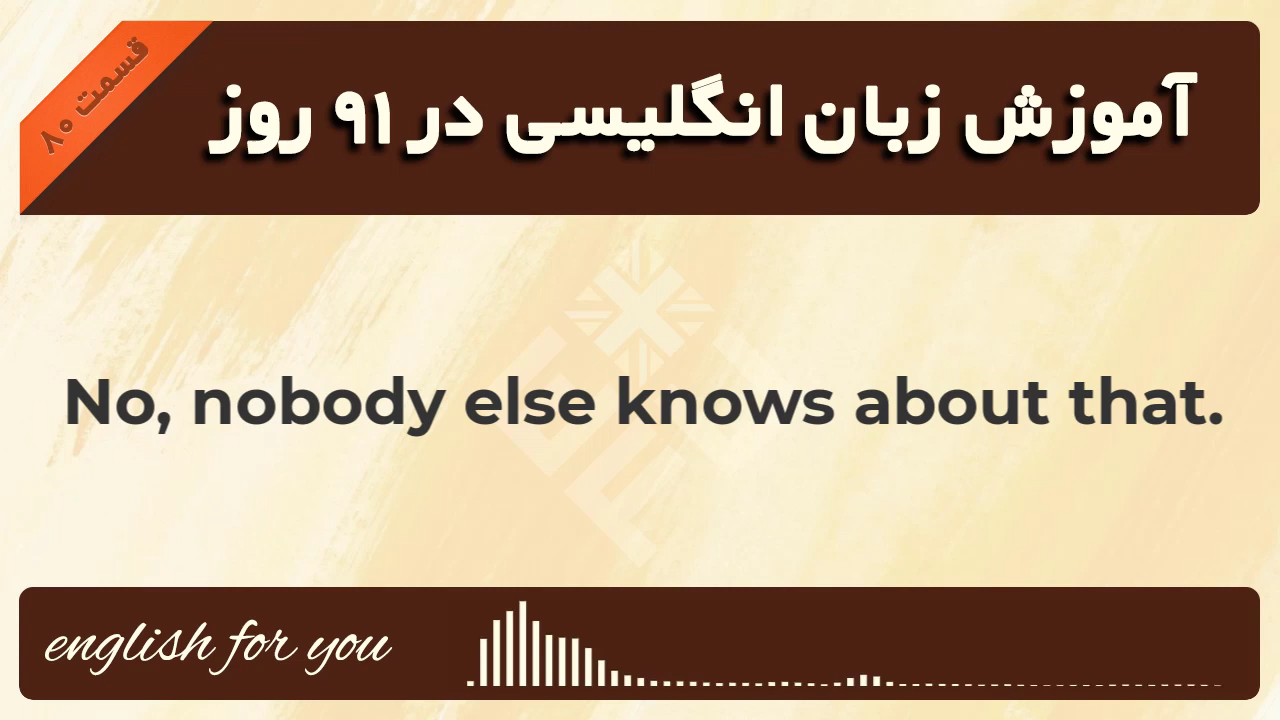 قسمت ۸۰
آموزش زبان انگلیسی در ۹۱ روز
No, nobody else knows about that.
english for you